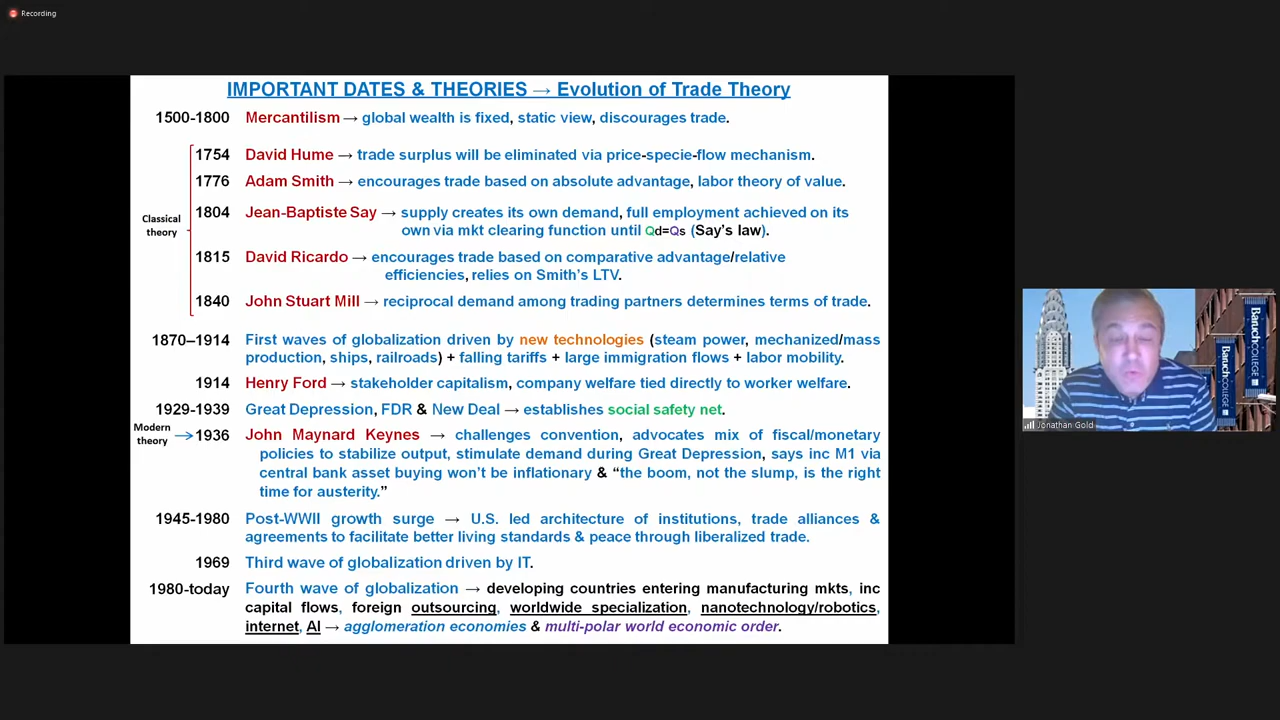 Recording
IMPORTANT DATES & THEORIES → Evolution of Trade Theory
1500-1800 Mercantilism → global wealth is fixed, static view, discourages trade.
1754 David Hume → trade surplus will be eliminated via price-specie-flow mechanism.
1776 Adam Smith → encourages trade based on absolute advantage, labor theory of value.
Classical theory
1804 Jean-Baptiste Say → supply creates its own demand, full employment achieved on its
own via mkt clearing function until Qd=Qs (Say's law).
1815 David Ricardo → encourages trade based on comparative advantage/relative
efficiencies, relies on Smith's LTV.
1840 John Stuart Mill → reciprocal demand among trading partners determines terms of trade.
1870–1914 First waves of globalization driven by new technologies (steam power, mechanized/mass
production, ships, railroads) + falling tariffs + large immigration flows + labor mobility.
1914 Henry Ford → stakeholder capitalism, company welfare tied directly to worker welfare.
1929-1939 Great Depression, FDR & New Deal → establishes social safety net.
Modern theory →
1936 John Maynard Keynes → challenges convention, advocates mix of fiscal/monetary
policies to stabilize output, stimulate demand during Great Depression, says inc M1 via
central bank asset buying won't be inflationary & “the boom, not the slump, is the right
time for austerity.”
1945-1980 Post-WWII growth surge → U.S. led architecture of institutions, trade alliances &
agreements to facilitate better living standards & peace through liberalized trade.
1969 Third wave of globalization driven by IT.
1980-today Fourth wave of globalization → developing countries entering manufacturing mkts, inc
capital flows, foreign outsourcing, worldwide specialization, nanotechnology/robotics,
internet, AI → agglomeration economies & multi-polar world economic order.
Baruch COLLEGE
Baruch COLLEGE
Jonathan Gold